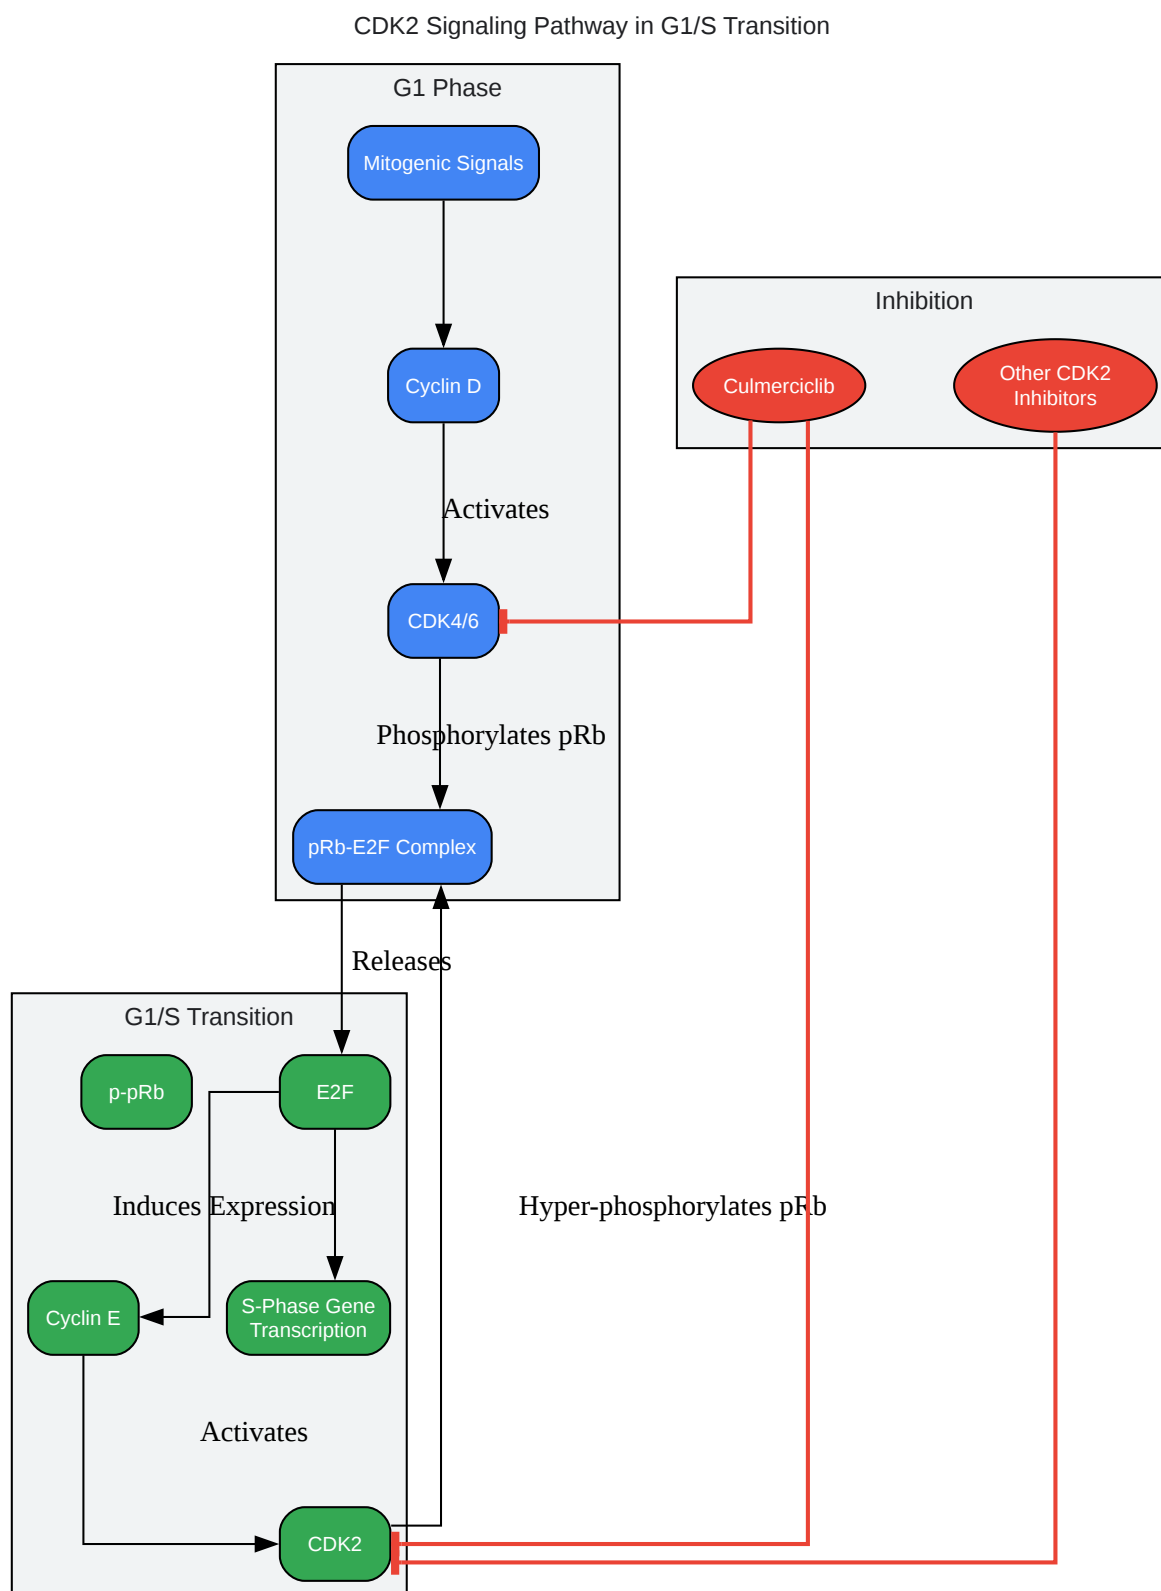 CDK2 Signaling Pathway in G1/S Transition
G1 Phase
Mitogenic Signals
Inhibition
Cyclin D
Culmerciclib
Other CDK2
Inhibitors
Activates
CDK4/6
Phosphorylates pRb
pRb-E2F Complex
Releases
G1/S Transition
p-pRb
E2F
Induces Expression
Hyper-phosphorylates pRb
Cyclin E
S-Phase Gene
Transcription
Activates
CDK2